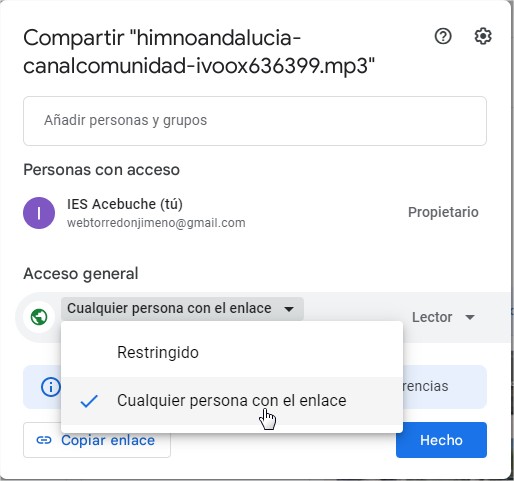 Compartir "himnoandalucia-
canalcomunidad-ivoox636399.mp3"
Añadir personas y grupos
Personas con acceso
I
IES Acebuche (tú)
webtorredonjimeno@gmail.com
Propietario
Acceso general
Cualquier persona con el enlace
Lector
Restringido
Cualquier persona con el enlace
rencias
Copiar enlace
Hecho